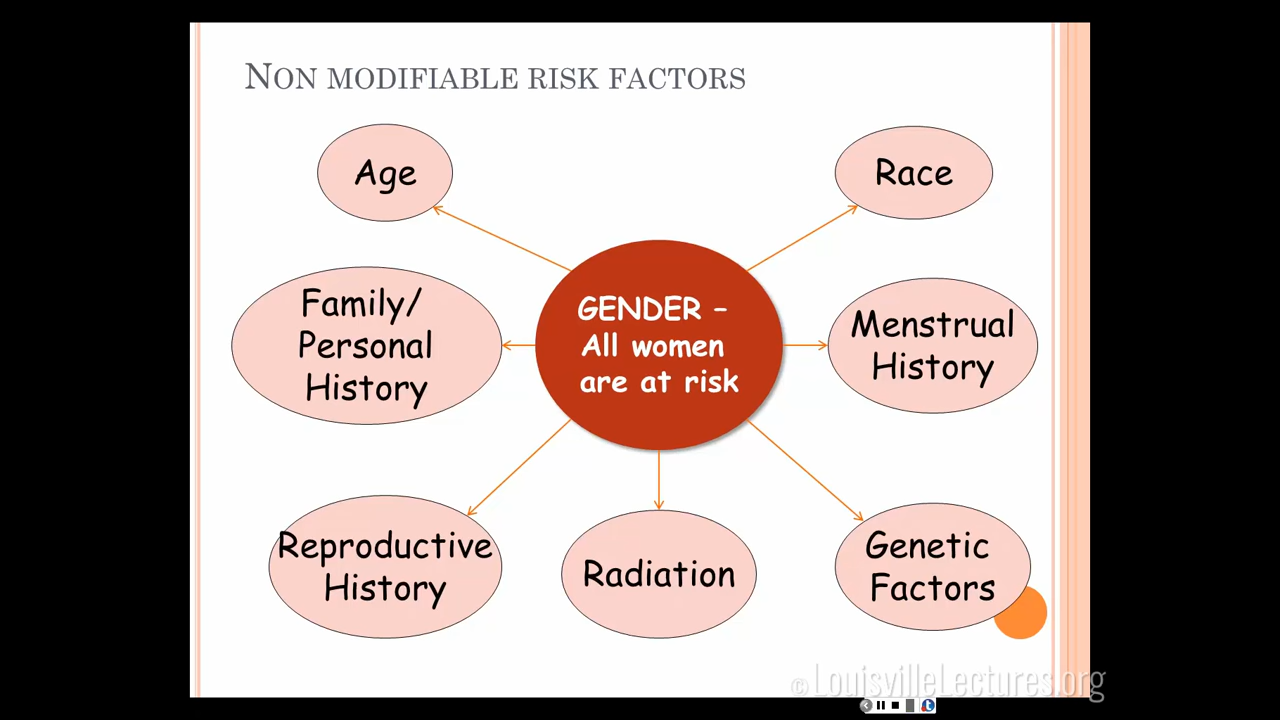 NON MODIFIABLE RISK FACTORS
Age
Race
Family/
Personal
History
GENDER –
All women
are at risk
Menstrual
History
Reproductive
History
Radiation
Genetic
Factors
© LouisvilleLectures.org